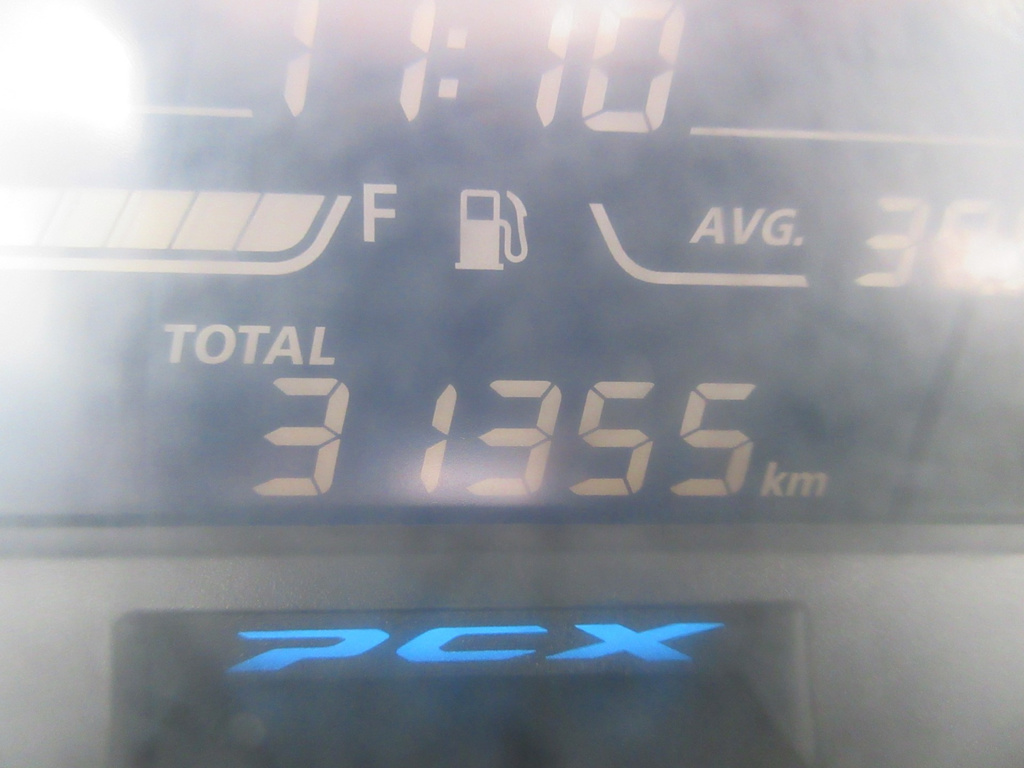 11:10
F
AVG.
TOTAL
31355 km
PCX